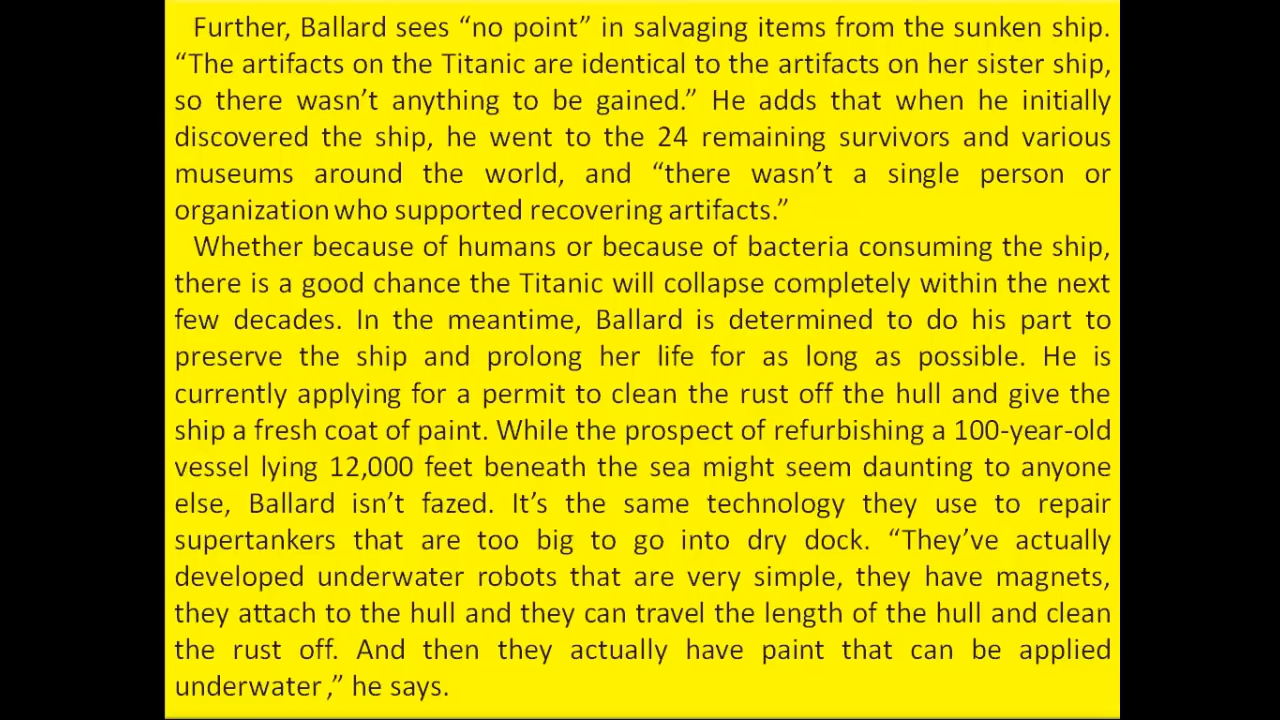 Further, Ballard sees “no point” in salvaging items from the sunken ship.
“The artifacts on the Titanic are identical to the artifacts on her sister ship,
so there wasn’t anything to be gained.” He adds that when he initially
discovered the ship, he went to the 24 remaining survivors and various
museums around the world, and “there wasn’t a single person or
organization who supported recovering artifacts.”
Whether because of humans or because of bacteria consuming the ship,
there is a good chance the Titanic will collapse completely within the next
few decades. In the meantime, Ballard is determined to do his part to
preserve the ship and prolong her life for as long as possible. He is
currently applying for a permit to clean the rust off the hull and give the
ship a fresh coat of paint. While the prospect of refurbishing a 100-year-old
vessel lying 12,000 feet beneath the sea might seem daunting to anyone
else, Ballard isn’t fazed. It’s the same technology they use to repair
supertankers that are too big to go into dry dock. “They’ve actually
developed underwater robots that are very simple, they have magnets,
they attach to the hull and they can travel the length of the hull and clean
the rust off. And then they actually have paint that can be applied
underwater,” he says.